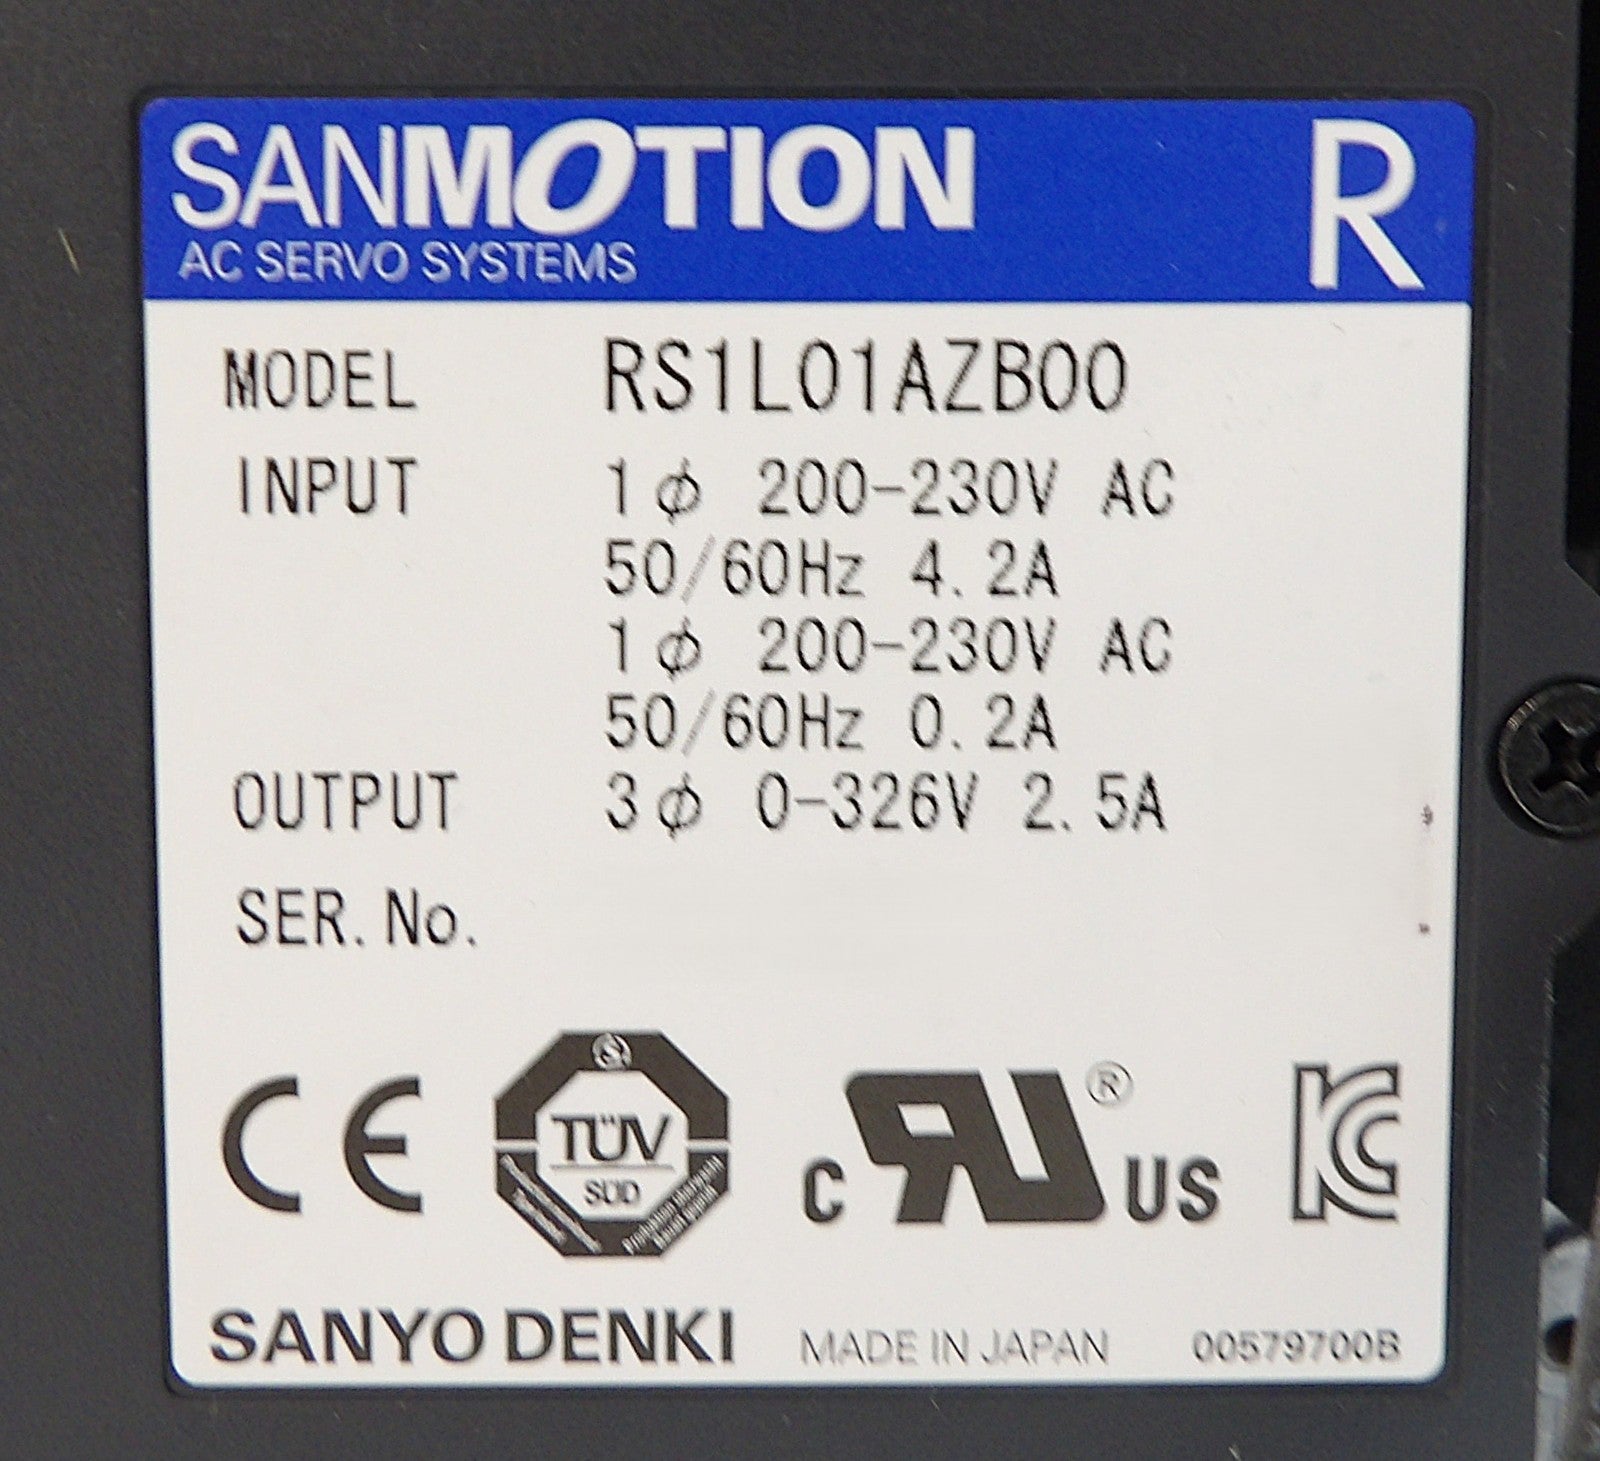 SANMOTION R
AC SERVO SYSTEMS
MODEL RS1L01AZB00
INPUT 1ϕ 200-230V AC
50/60Hz 4.2A
1ϕ 200-230V AC
50/60Hz 0.2A
OUTPUT 3ϕ 0-326V 2.5A
SER.No.
CE TÜV SÜD c RU ® US KC
SANYO DENKI MADE IN JAPAN 00579700B